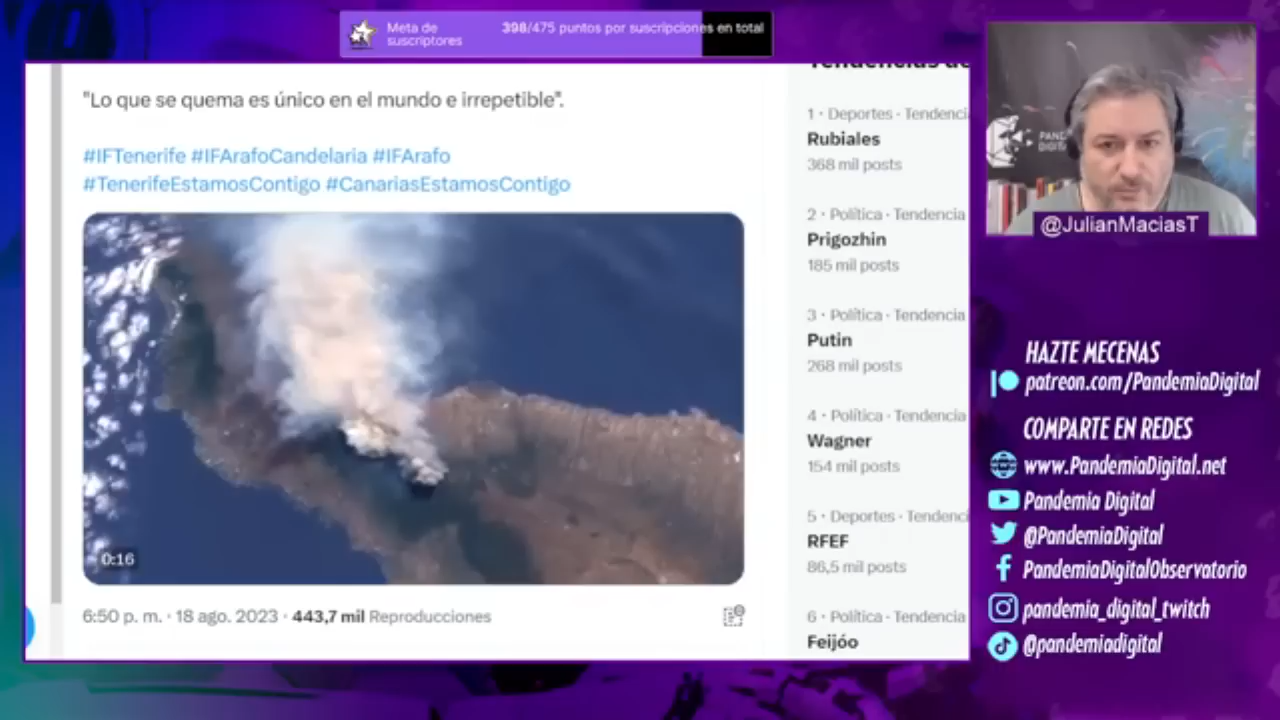 Meta de
suscriptores
398/475 puntos por suscripciones en total
"Lo que se quema es único en el mundo e irrepetible".
#IFTenerife #IFArafoCandelaria #IFArafo
#TenerifeEstamosContigo #CanariasEstamosContigo
0:16
6:50 p. m. · 18 ago. 2023 · 443,7 mil Reproducciones
Tendencias de
1 · Deportes · Tendencia
Rubiales
368 mil posts
2 · Política · Tendencia
Prigozhin
185 mil posts
3 · Política · Tendencia
Putin
268 mil posts
4 · Política · Tendencia
Wagner
154 mil posts
5 · Deportes · Tendenci
RFEF
86,5 mil posts
6 · Política · Tendencia
Feijóo
@JulianMaciasT
HAZTE MECENAS
patreon.com/PandemiaDigital
COMPARTE EN REDES
www.PandemiaDigital.net
Pandemia Digital
@PandemiaDigital
PandemiaDigitalObservatorio
pandemia_digital_twitch
@pandemiadigital